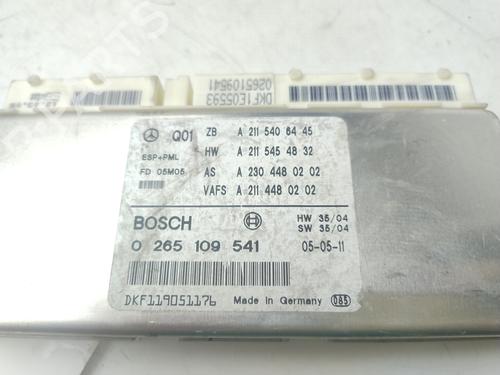 0265109541
DKF1E05593
Q01 ZB A 211 540 64 45
HW A 211 545 48 32
ESP+PML
AS A 230 448 02 02
FD 05M05
VAFS A 211 448 02 02
BOSCH
HW 35/04
SW 35/04
0 265 109 541
05-05-11
DKF119051176 Made in Germany 085